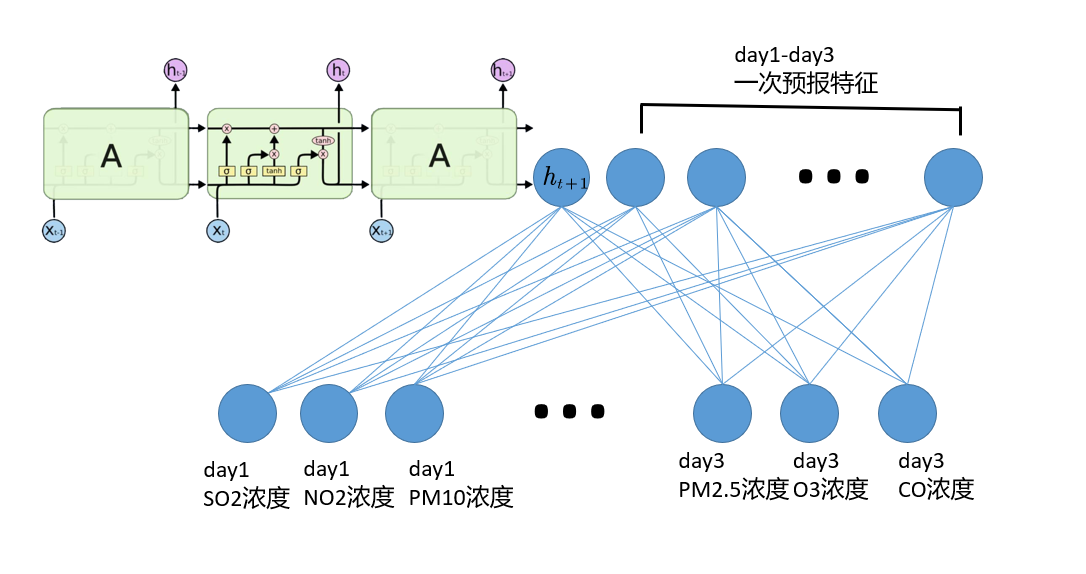 day1-day3
一次预报特征
h_{t-1} h_t h_{t+1}
A
σ σ tanh σ
x + x tanh x
A
h_{t+1}
X_{t-1} X_t X_{t+1}
day1
SO2浓度
day1
NO2浓度
day1
PM10浓度
day3
PM2.5浓度
day3
O3浓度
day3
CO浓度